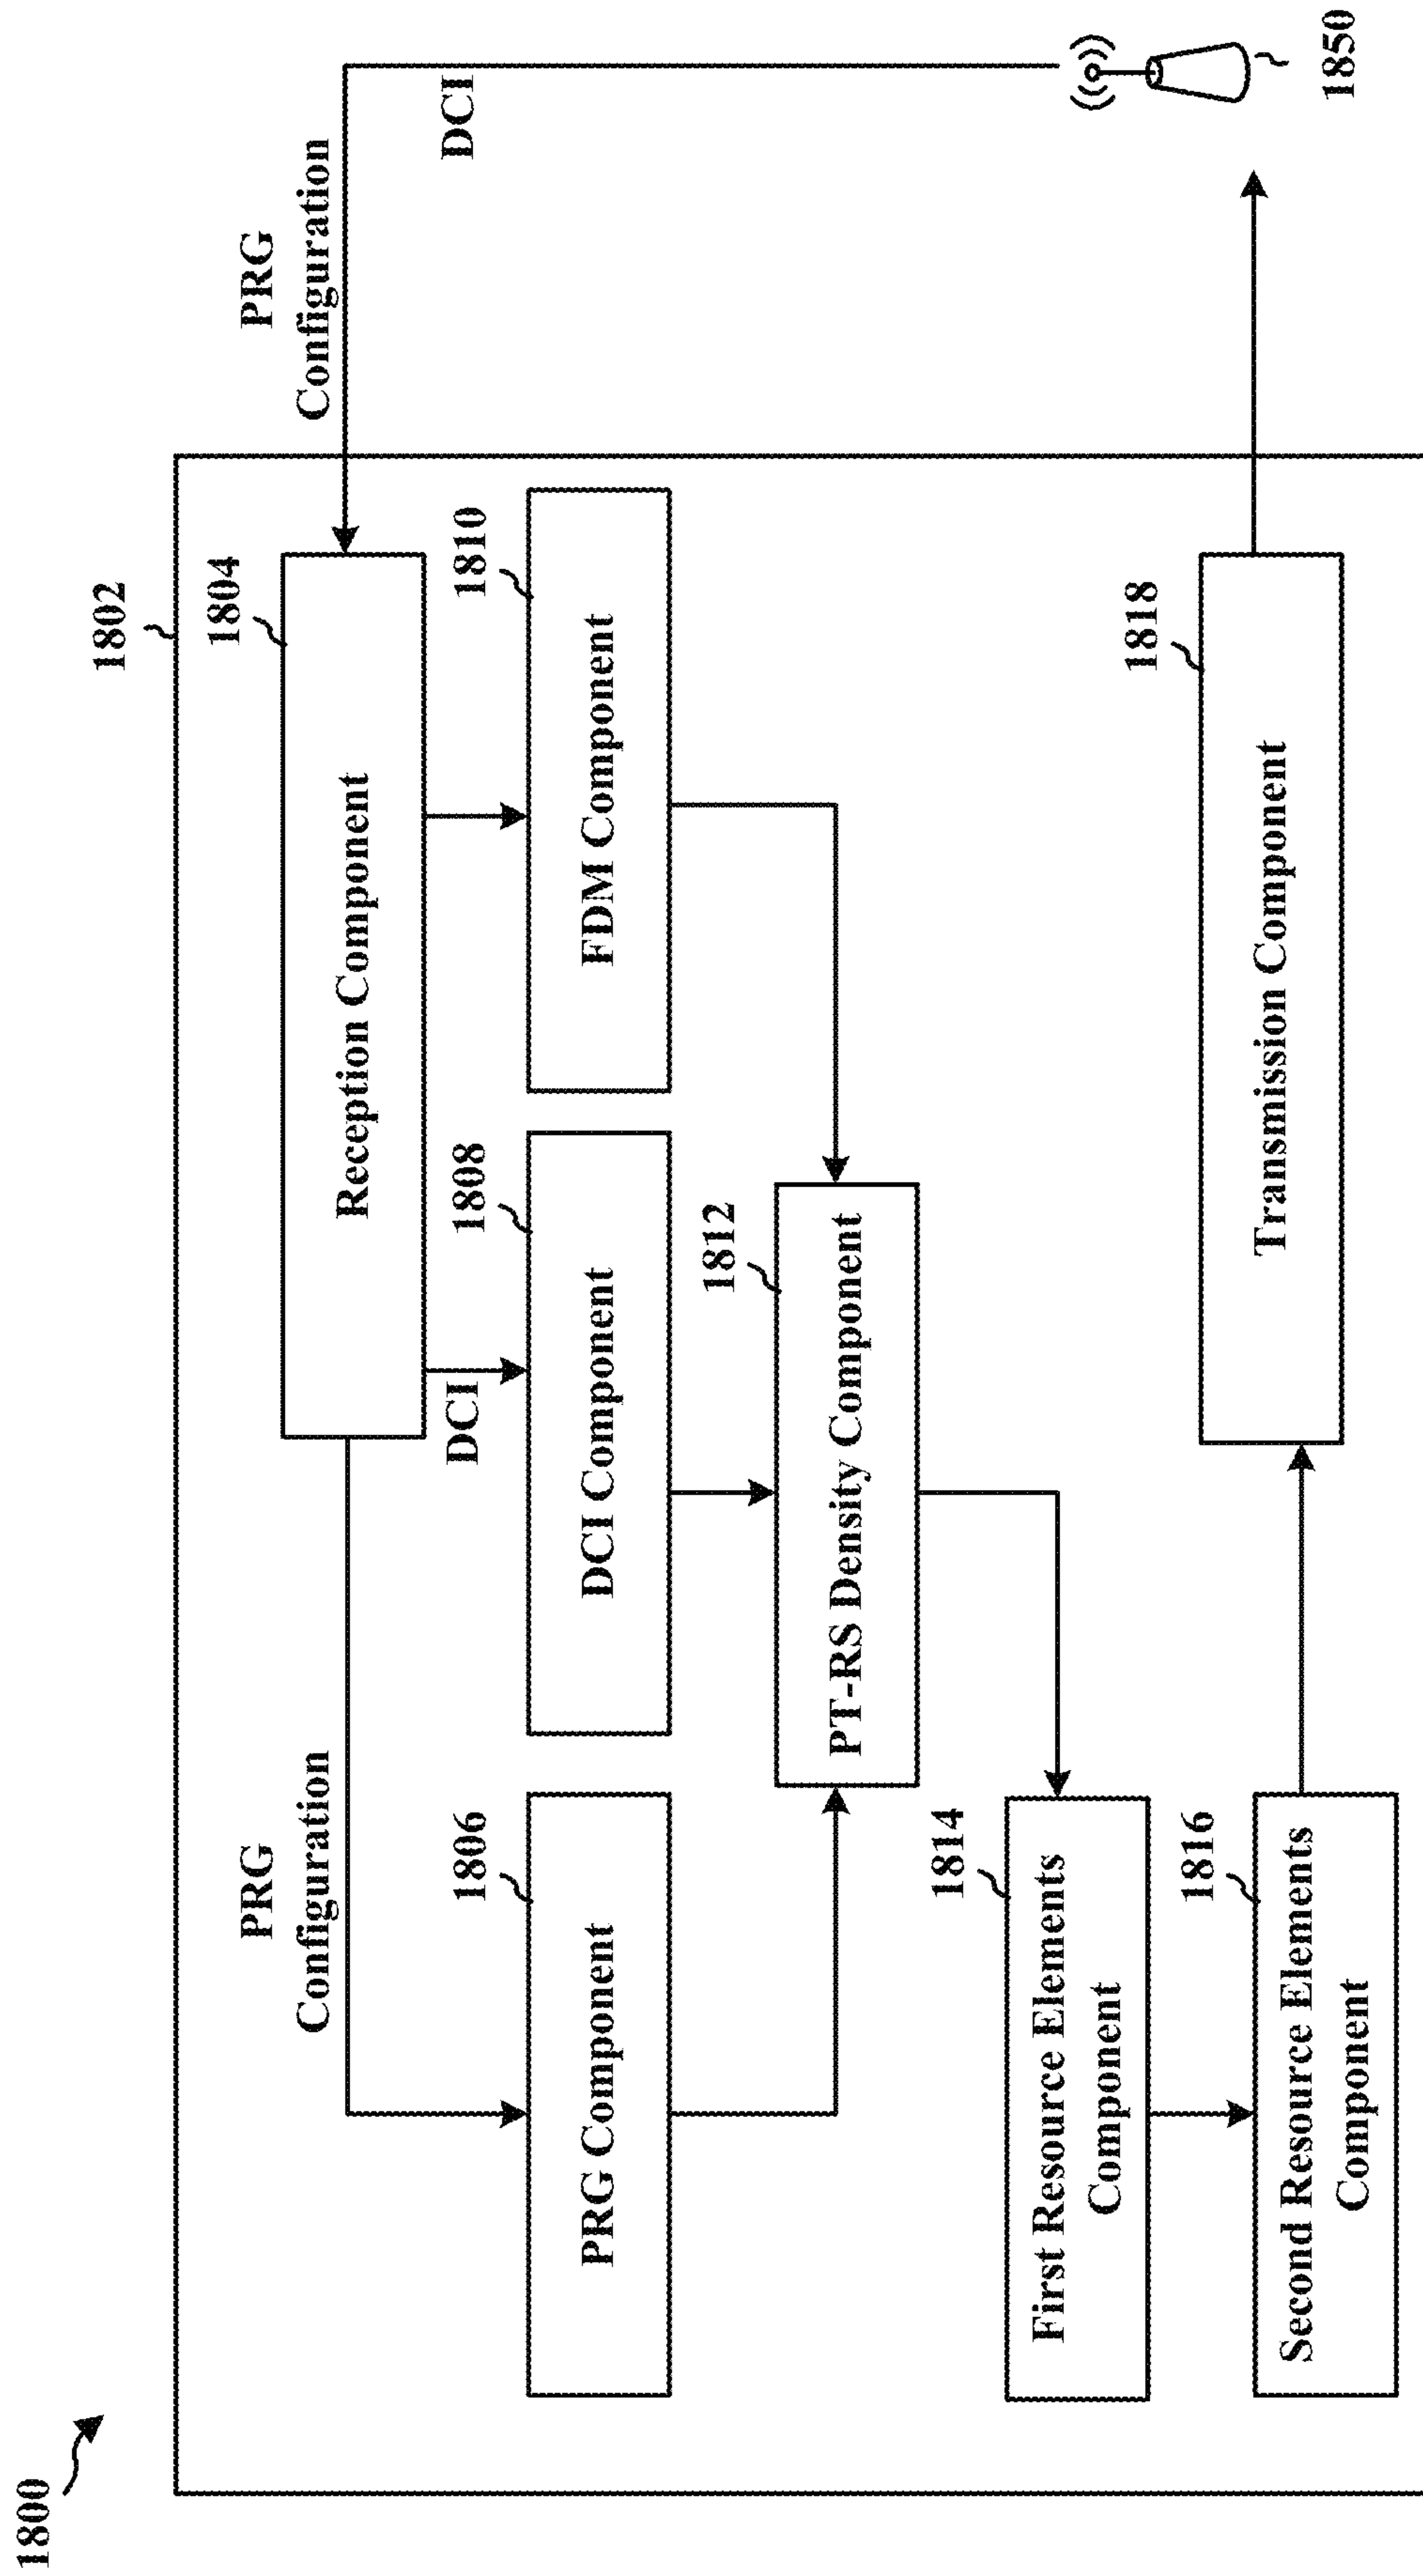 1800
1802
PRG
Configuration
PRG
Configuration
1804
Reception Component
DCI
DCI
1806
1808
1810
PRG Component
DCI Component
FDM Component
1812
PT-RS Density Component
1814
First Resource Elements
Component
1816
1818
Second Resource Elements
Component
Transmission Component
1850